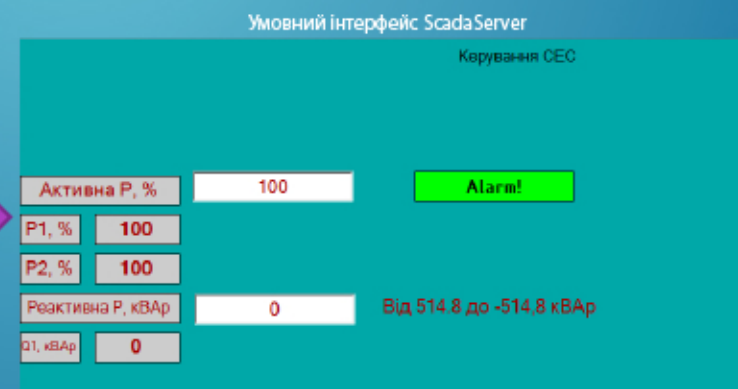 Умовний інтерфейс ScadaServer
Керування СЕС
Активна Р, % 100 Alarm!
P1, % 100
P2, % 100
Реактивна Р, кВАр 0 Від 514.8 до -514,8 кВАр
Q1, кВАр 0